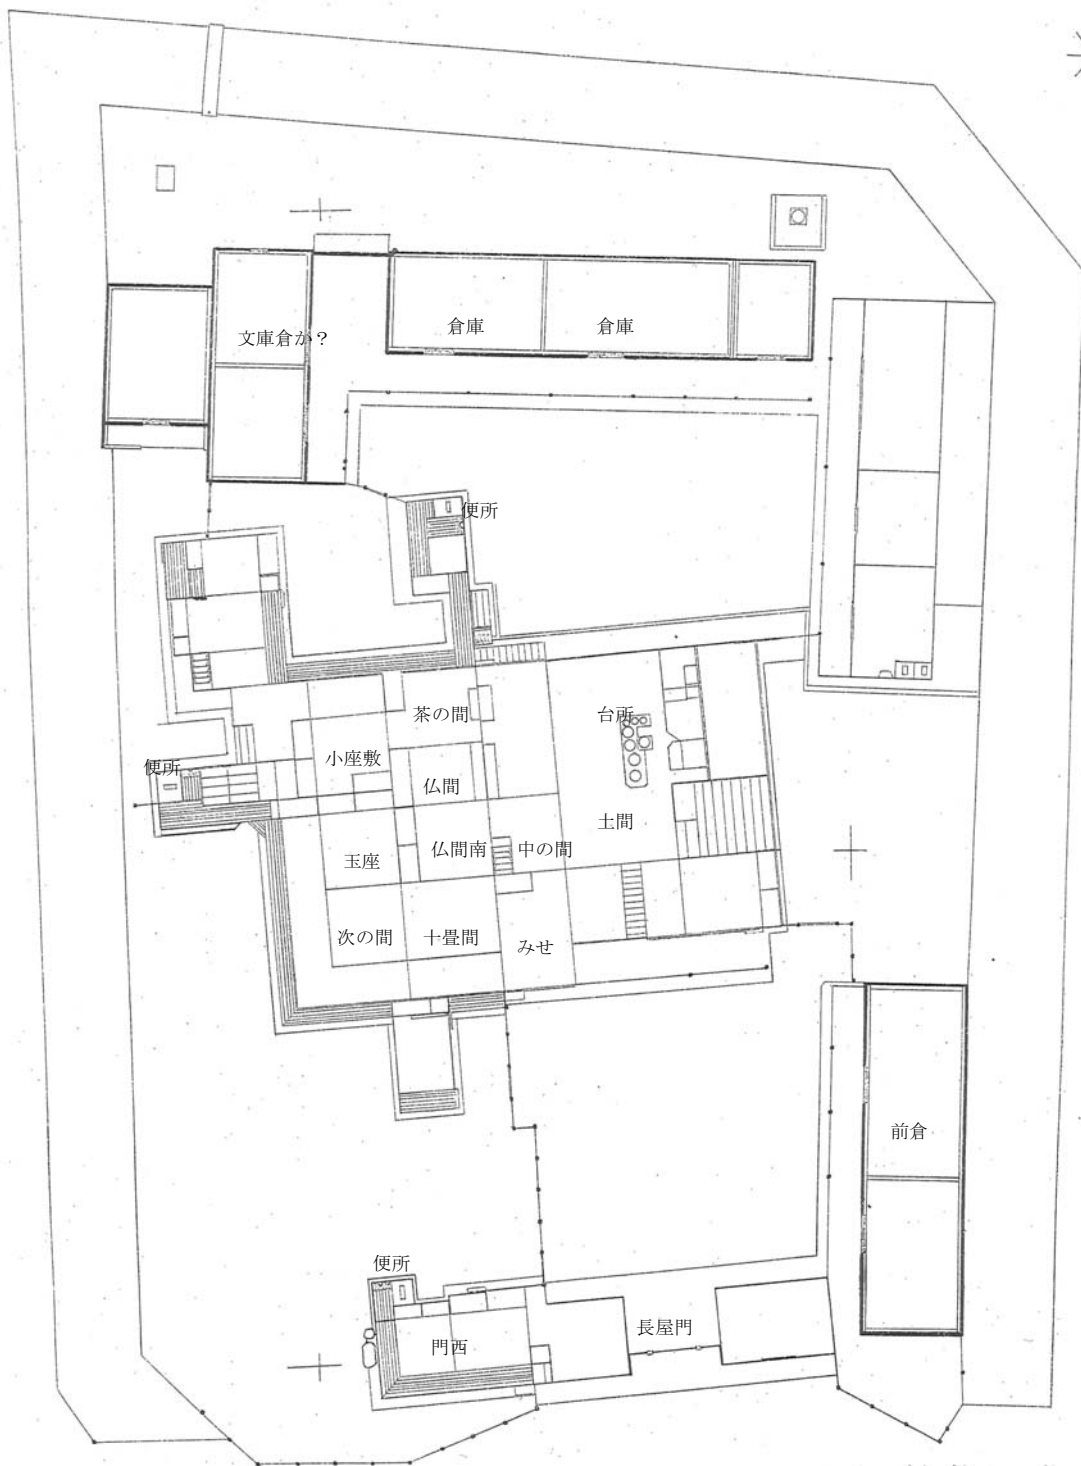 文庫倉か？
倉庫
倉庫
便所
茶の間
台所
小座敷
便所
仏間
土間
玉座
仏間南
中の間
次の間
十畳間
みせ
前倉
便所
長屋門
門西